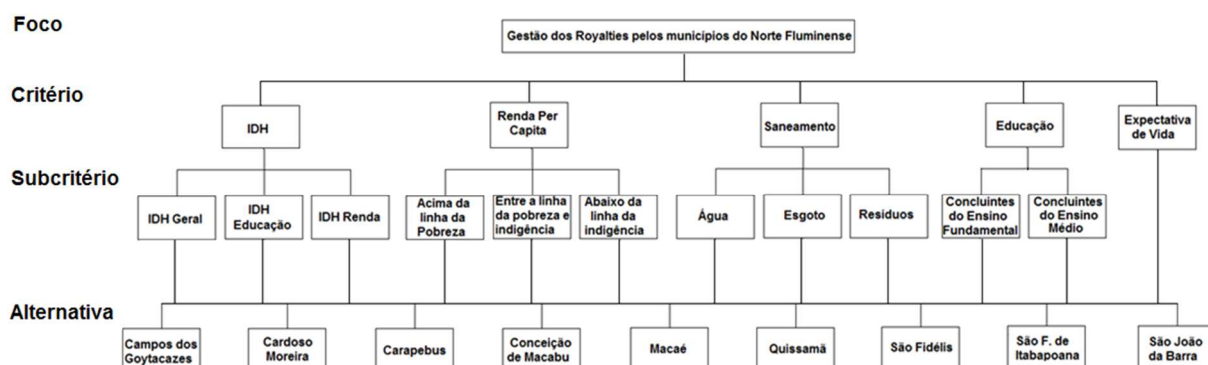 Foco
Gestão dos Royalties pelos municípios do Norte Fluminense
Critério
IDH
Renda Per
Capita
Saneamento
Educação
Expectativa
de Vida
Subcritério
IDH Geral
IDH
Educação
IDH Renda
Acima da
linha da
Pobreza
Entre a linha
da pobreza e
indigência
Abaixo da
linha da
indigência
Água
Esgoto
Resíduos
Concluintes
do Ensino
Fundamental
Concluintes
do Ensino
Médio
Alternativa
Campos dos
Goytacazes
Cardoso
Moreira
Carapebus
Conceição
de Macabu
Macaé
Quissamã
São Fidélis
São F. de
Itabapoana
São João
da Barra